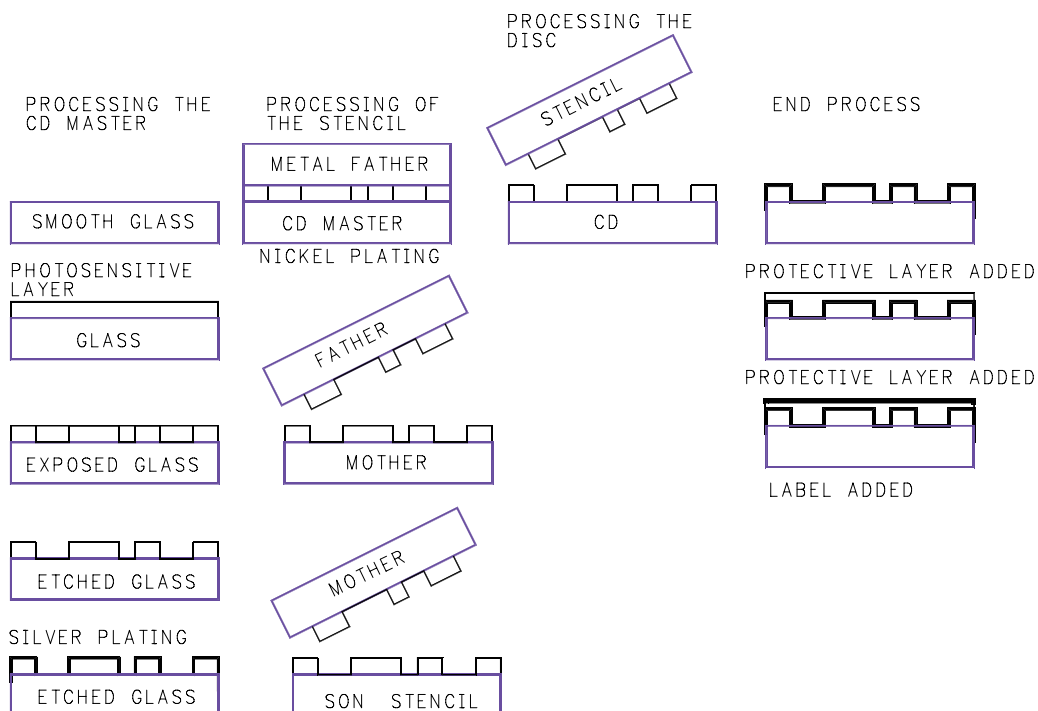 PROCESSING THE
CD MASTER
SMOOTH GLASS
PHOTOSENSITIVE
LAYER
GLASS
EXPOSED GLASS
ETCHED GLASS
SILVER PLATING
ETCHED GLASS
PROCESSING OF
THE STENCIL
METAL FATHER
CD MASTER
NICKEL PLATING
FATHER
MOTHER
MOTHER
SON STENCIL
PROCESSING THE
DISC
STENCIL
CD
END PROCESS
PROTECTIVE LAYER ADDED
PROTECTIVE LAYER ADDED
LABEL ADDED